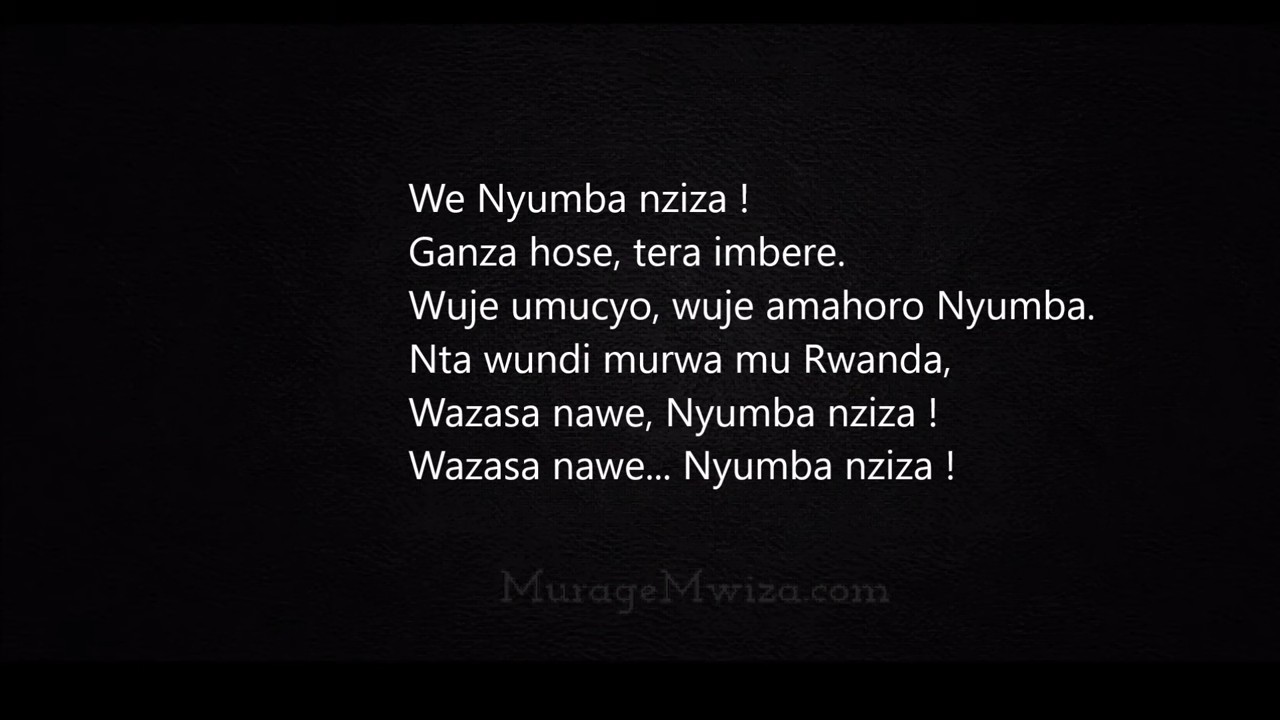 We Nyumba nziza !
Ganza hose, tera imbere.
Wuje umucyo, wuje amahoro Nyumba.
Nta wundi murwa mu Rwanda,
Wazasa nawe, Nyumba nziza !
Wazasa nawe... Nyumba nziza !
MurageMwiza.com